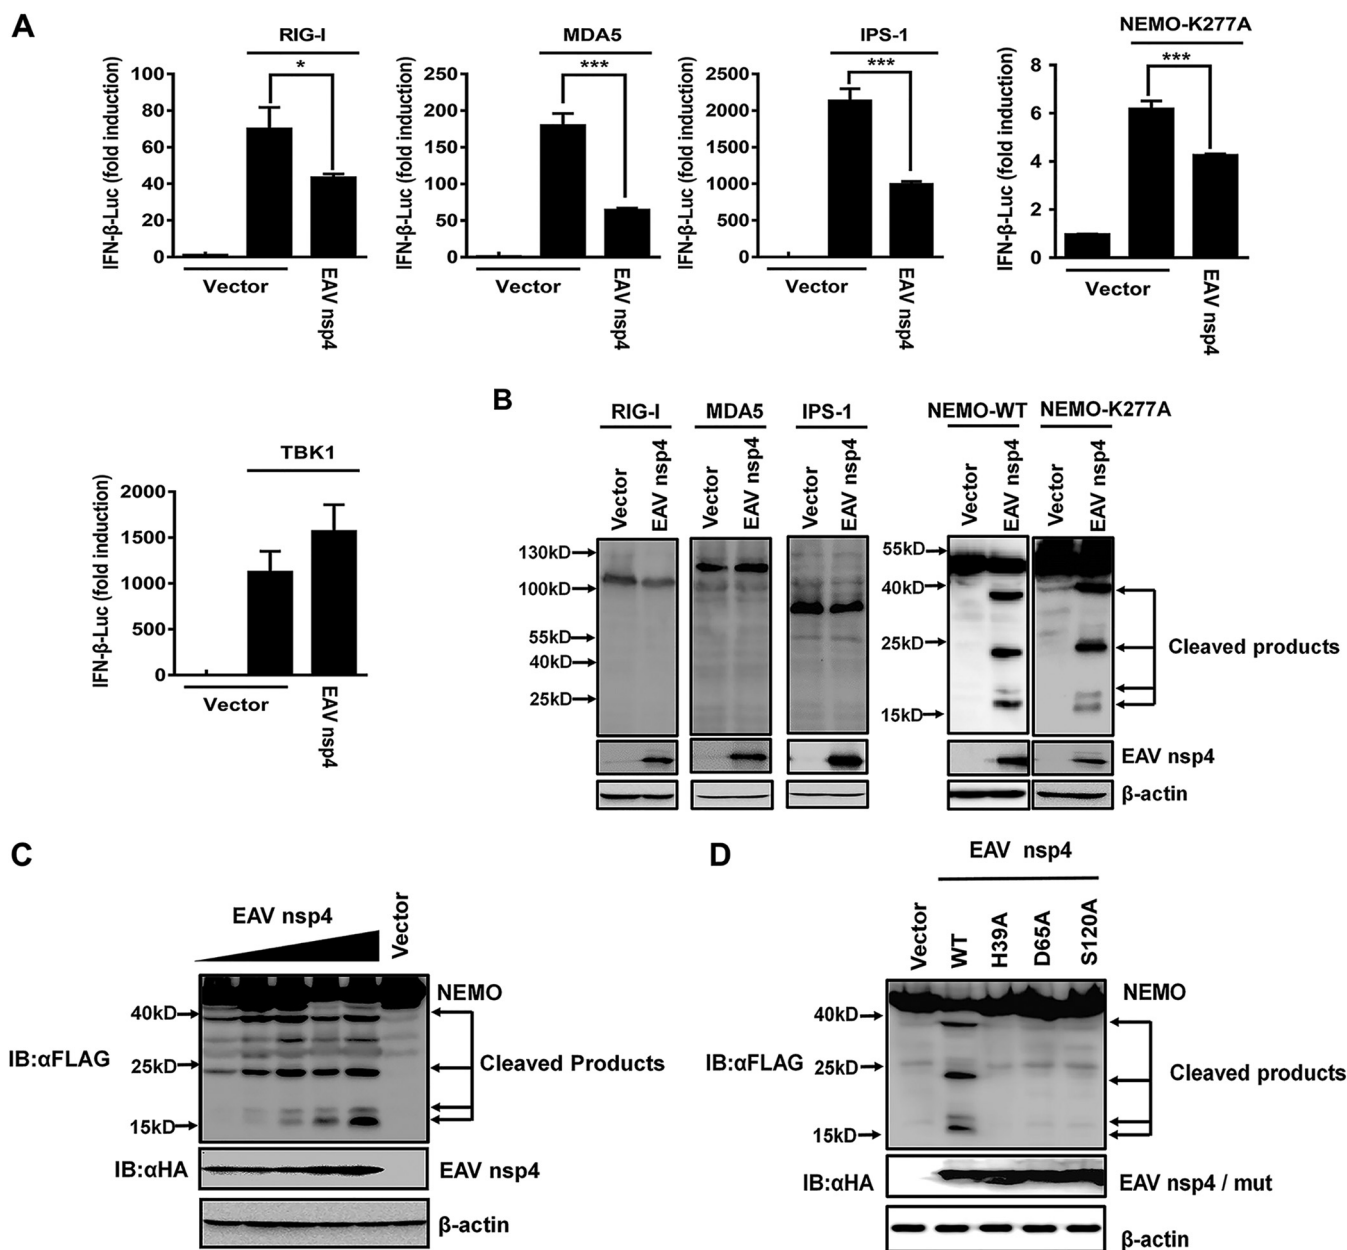 A
RIG-I
MDA5
IPS-1
NEMO-K277A
IFN-β-Luc (fold induction)
100
80
60
40
20
0
*
Vector
EAV nsp4
IFN-β-Luc (fold induction)
250
200
150
100
50
0
***
Vector
EAV nsp4
IFN-β-Luc (fold induction)
2500
2000
1500
1000
500
0
***
Vector
EAV nsp4
IFN-β-Luc (fold induction)
8
6
4
2
0
***
Vector
EAV nsp4
TBK1
IFN-β-Luc (fold induction)
2000
1500
1000
500
0
Vector
EAV nsp4
B
RIG-I MDA5 IPS-1 NEMO-WT NEMO-K277A
Vector EAV nsp4 Vector EAV nsp4 Vector EAV nsp4 Vector EAV nsp4 Vector EAV nsp4
130kD
100kD
55kD
40kD
25kD
55kD
40kD
25kD
15kD
Cleaved products
EAV nsp4
β-actin
C
EAV nsp4 Vector
NEMO
40kD
IB:αFLAG 25kD Cleaved Products
15kD
IB:αHA EAV nsp4
β-actin
D
EAV nsp4
Vector WT H39A D65A S120A
NEMO
40kD
IB:αFLAG 25kD Cleaved products
15kD
IB:αHA EAV nsp4 / mut
β-actin